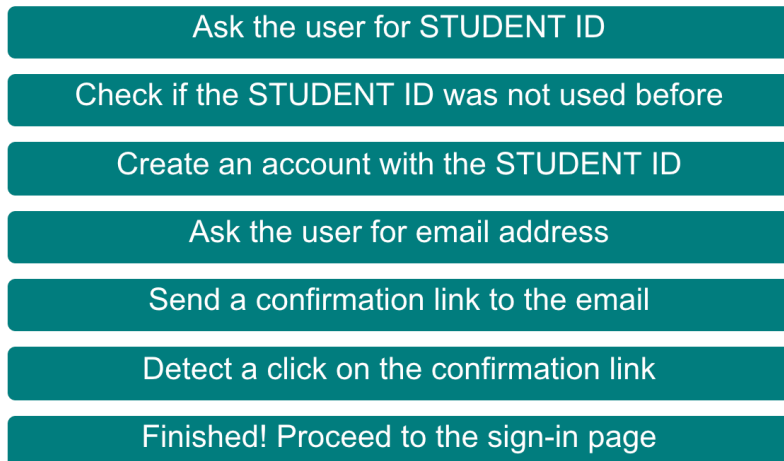 Ask the user for STUDENT ID
Check if the STUDENT ID was not used before
Create an account with the STUDENT ID
Ask the user for email address
Send a confirmation link to the email
Detect a click on the confirmation link
Finished! Proceed to the sign-in page